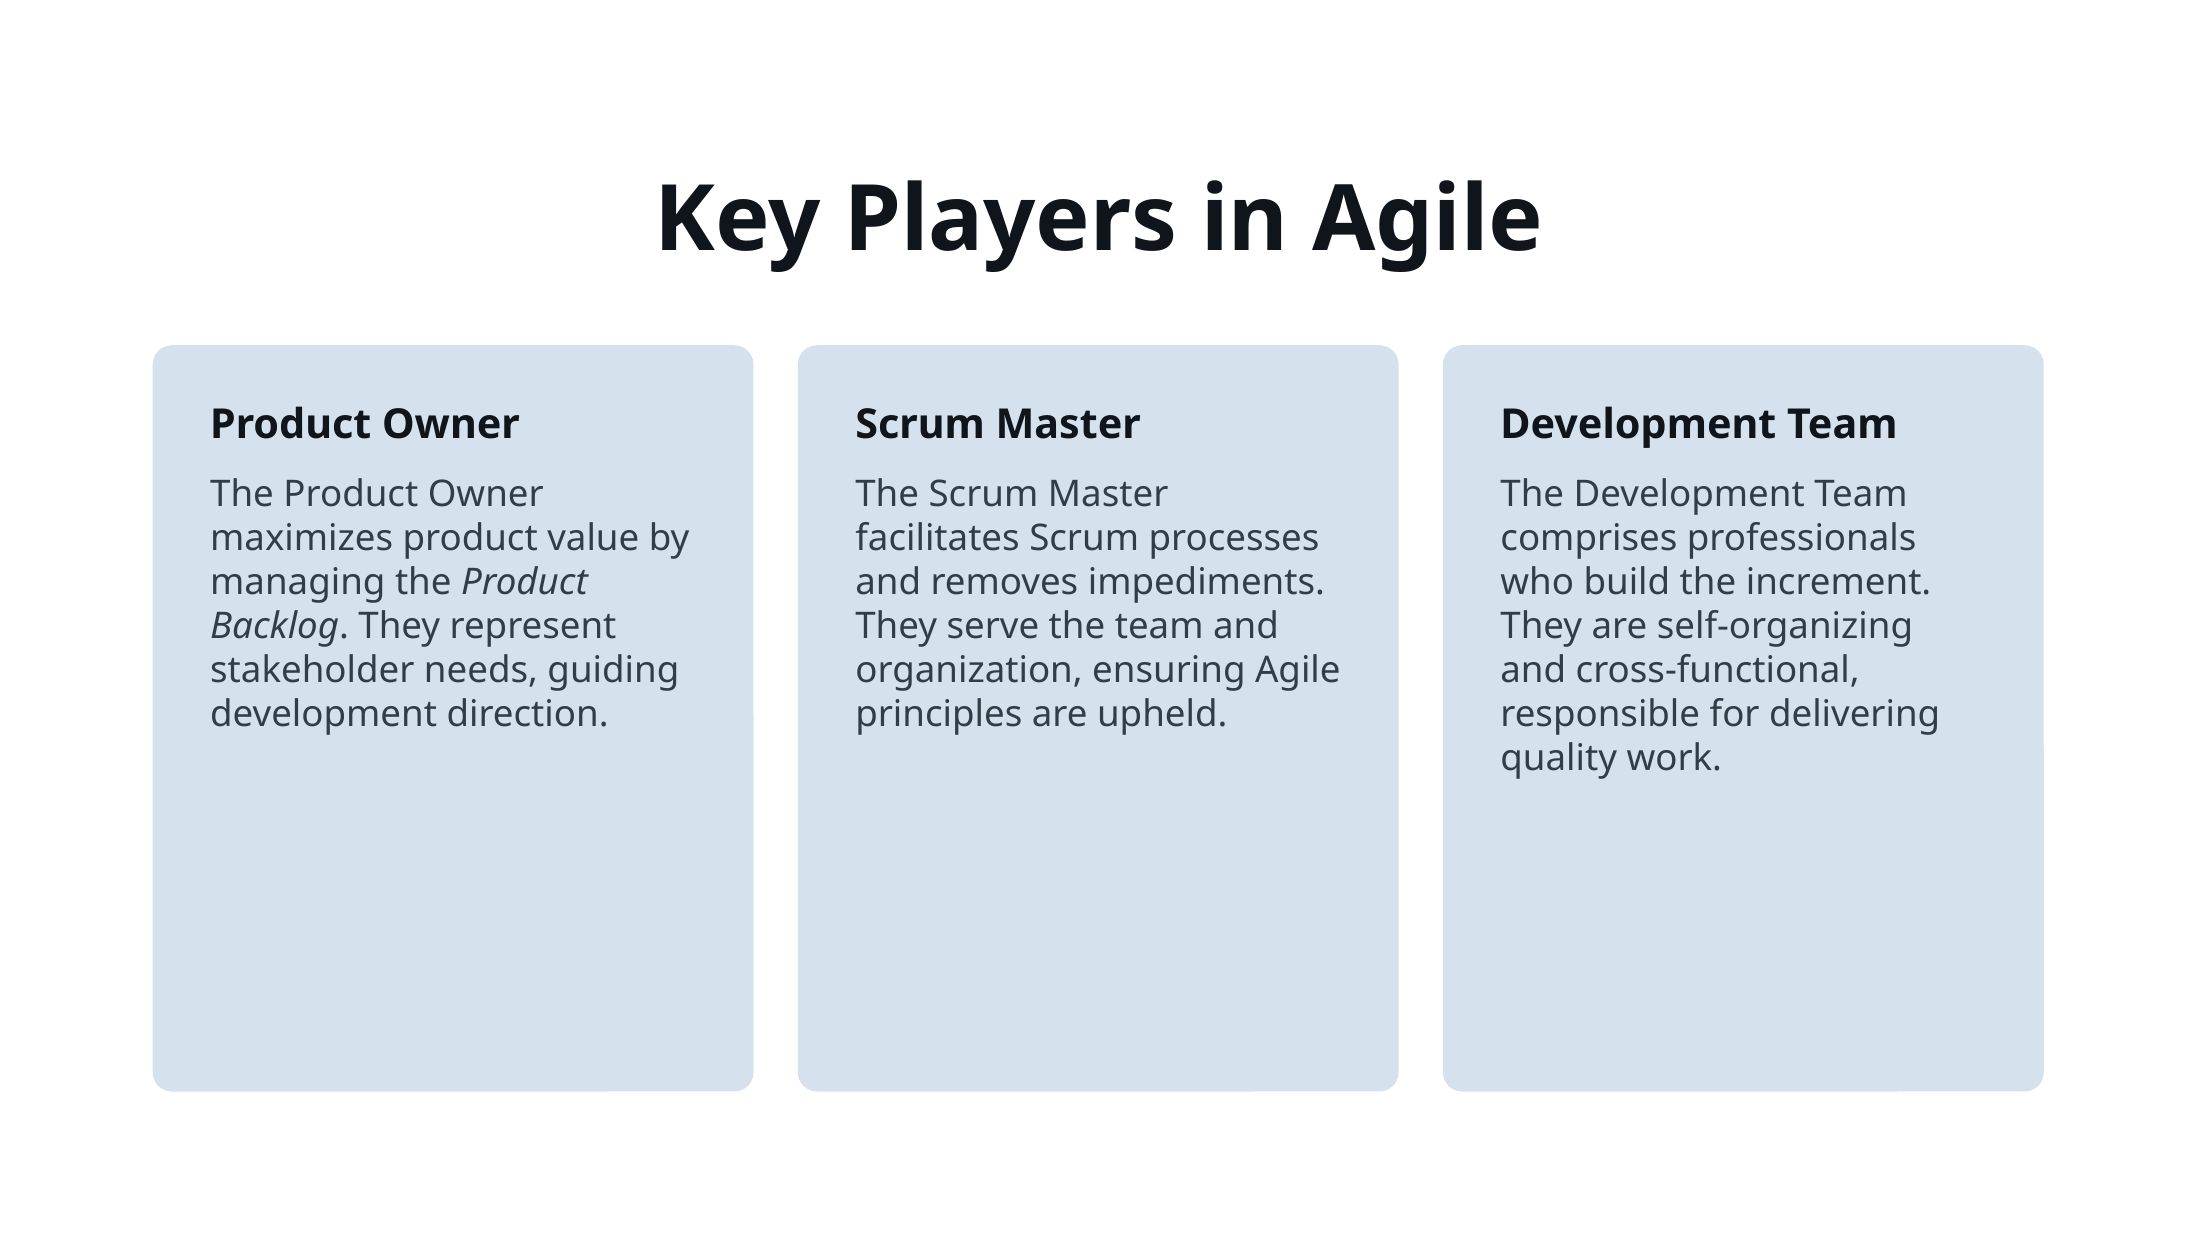 Key Players in Agile
Product Owner
The Product Owner
maximizes product value by
managing the Product
Backlog. They represent
stakeholder needs, guiding
development direction.
Scrum Master
The Scrum Master
facilitates Scrum processes
and removes impediments.
They serve the team and
organization, ensuring Agile
principles are upheld.
Development Team
The Development Team
comprises professionals
who build the increment.
They are self-organizing
and cross-functional,
responsible for delivering
quality work.